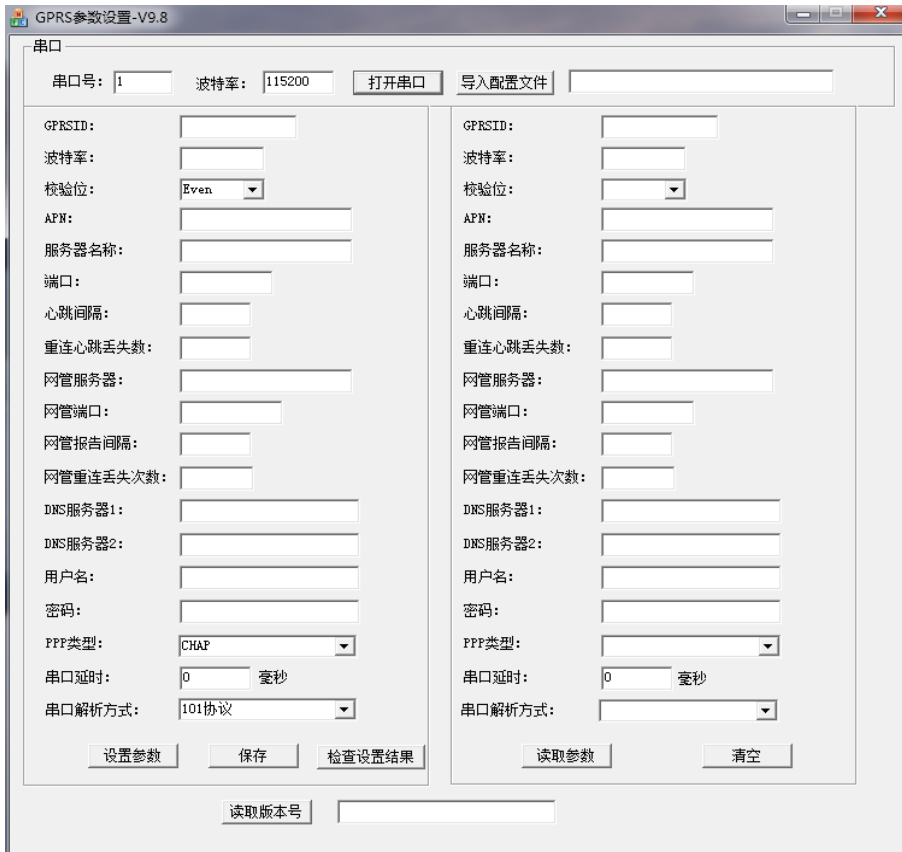 GPRS参数设置-V9.8
串口
串口号: 1 波特率: 115200 打开串口 导入配置文件
GPRSID: GPRSID:
波特率: 波特率:
校验位: Even 校验位:
APN: APN:
服务器名称: 服务器名称:
端口: 端口:
心跳间隔: 心跳间隔:
重连心跳丢失数: 重连心跳丢失数:
网管服务器: 网管服务器:
网管端口: 网管端口:
网管报告间隔: 网管报告间隔:
网管重连丢失次数: 网管重连丢失次数:
DNS服务器1: DNS服务器1:
DNS服务器2: DNS服务器2:
用户名: 用户名:
密码: 密码:
PPP类型: CHAP PPP类型:
串口延时: 0 毫秒 串口延时: 0 毫秒
串口解析方式: 101协议 串口解析方式:
设置参数 保存 检查设置结果 读取参数 清空
读取版本号